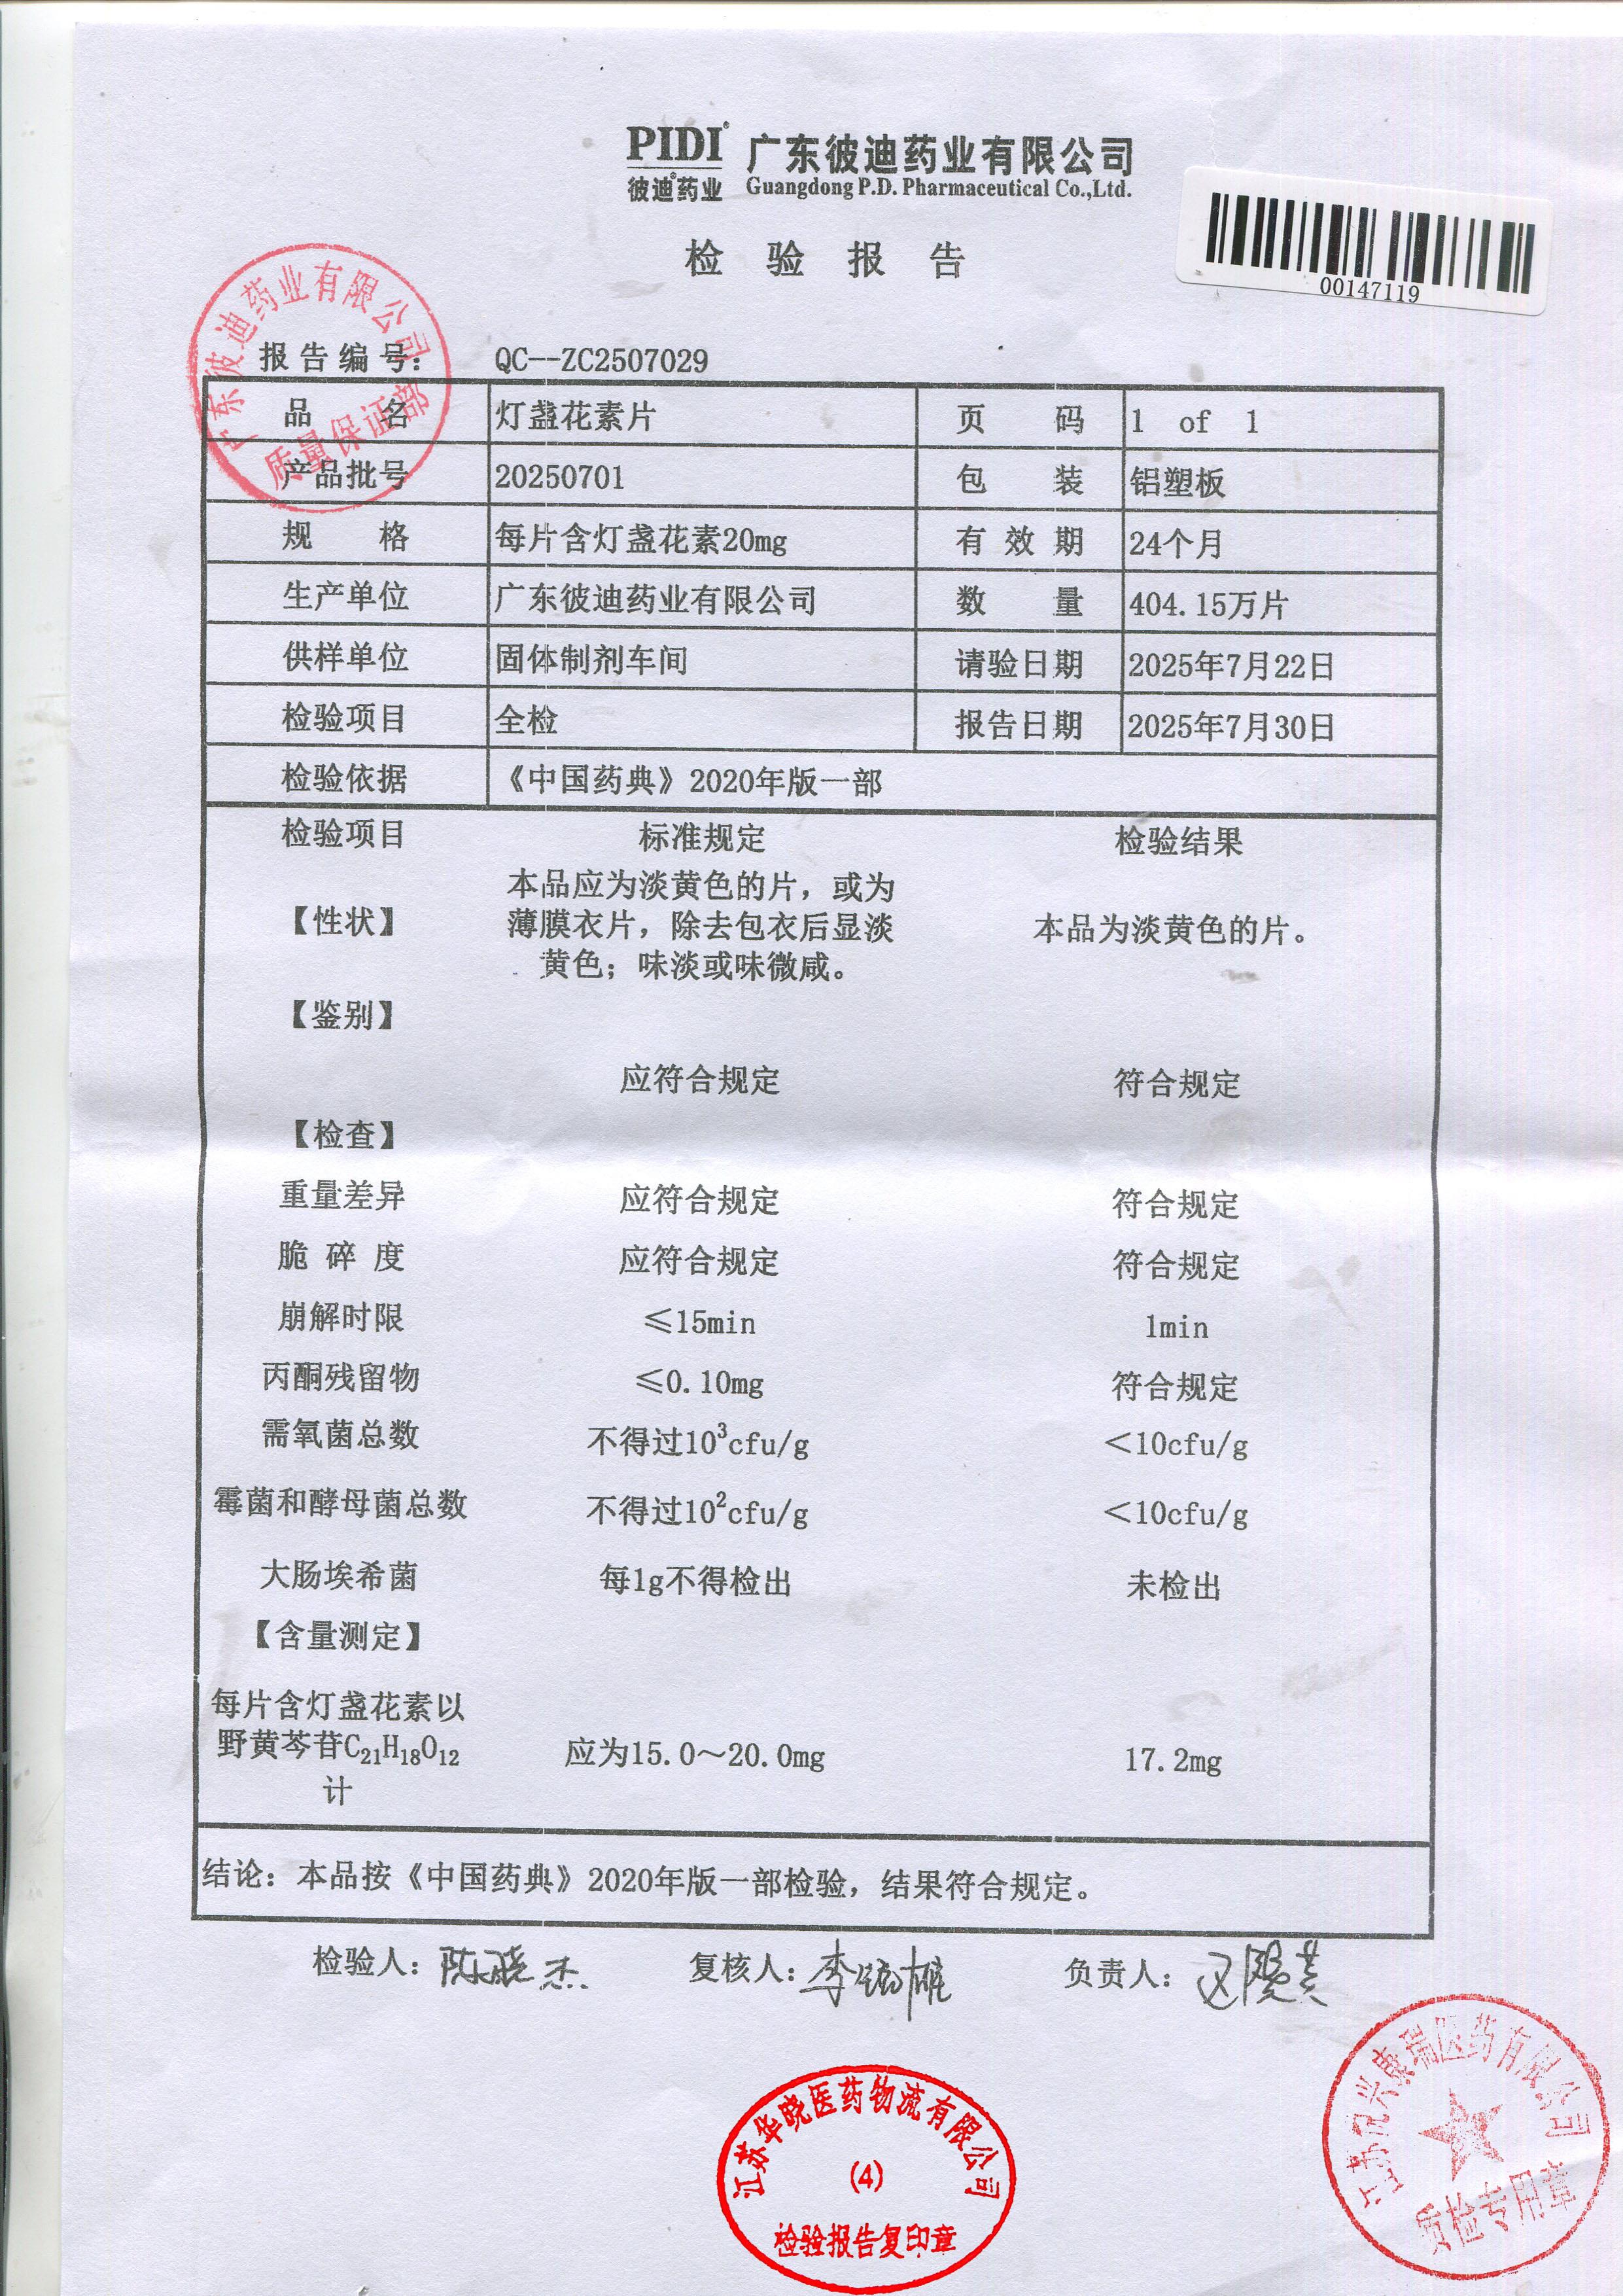 PIDI® 广东彼迪药业有限公司
彼迪®药业 Guangdong P.D. Pharmaceutical Co.,Ltd.
00147119
检 验 报 告
广东彼迪药业有限公司
质量保证部
报告编号： QC--ZC2507029
品 名 灯盏花素片 页 码 1 of 1
产品批号 20250701 包 装 铝塑板
规 格 每片含灯盏花素20mg 有效期 24个月
生产单位 广东彼迪药业有限公司 数 量 404.15万片
供样单位 固体制剂车间 请验日期 2025年7月22日
检验项目 全检 报告日期 2025年7月30日
检验依据 《中国药典》2020年版一部
检验项目 标准规定 检验结果
本品应为淡黄色的片，或为
【性状】 薄膜衣片，除去包衣后显淡 本品为淡黄色的片。
黄色；味淡或味微咸。
【鉴别】
应符合规定 符合规定
【检查】
重量差异 应符合规定 符合规定
脆碎度 应符合规定 符合规定
崩解时限 ≤15min 1min
丙酮残留物 ≤0.10mg 符合规定
需氧菌总数 不得过10³cfu/g ＜10cfu/g
霉菌和酵母菌总数 不得过10²cfu/g ＜10cfu/g
大肠埃希菌 每1g不得检出 未检出
【含量测定】
每片含灯盏花素以
野黄芩苷C₂₁H₁₈O₁₂ 应为15.0～20.0mg 17.2mg
计
结论：本品按《中国药典》2020年版一部检验，结果符合规定。
检验人：陈晓杰 复核人：李 雄 负责人：
江苏华晓医药物流有限公司
(4)
检验报告复印章
江苏 兴康瑞医药有限公司
质检专用章